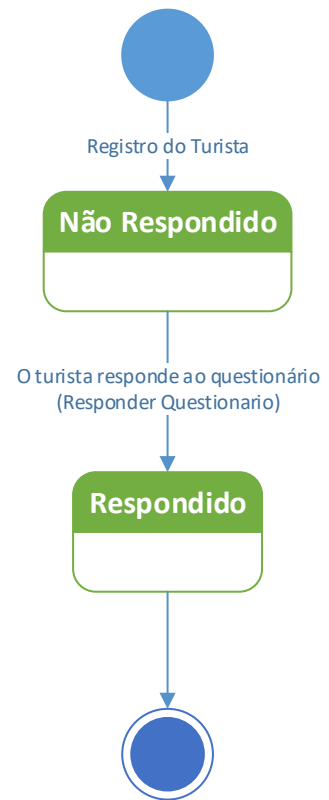 Registro do Turista
Não Respondido
O turista responde ao questionário
(Responder Questionario)
Respondido